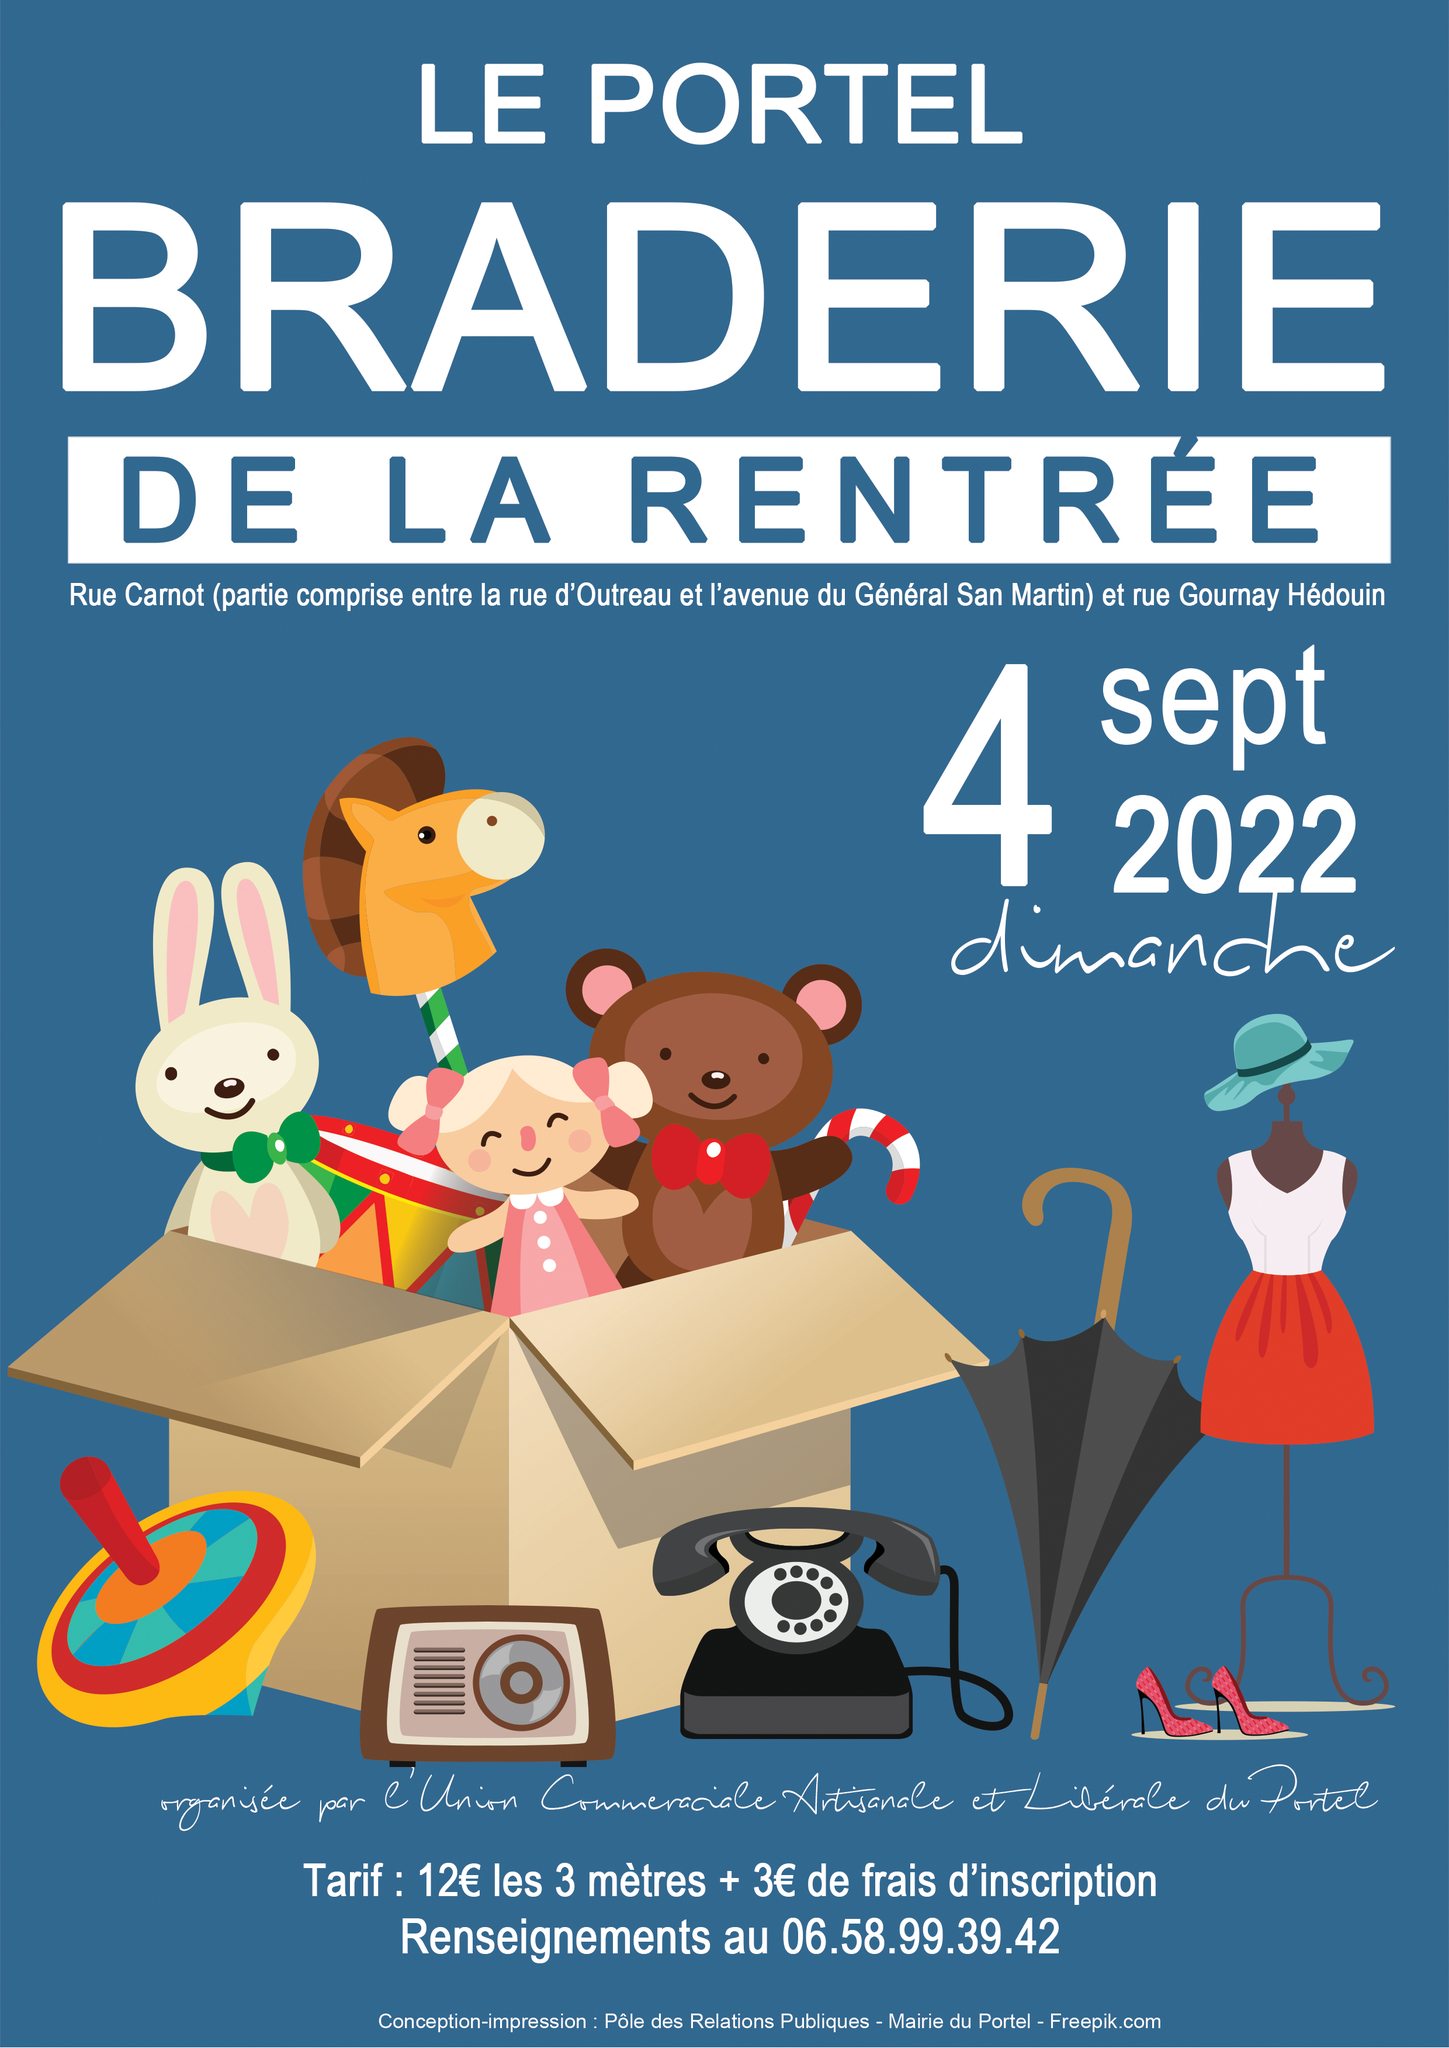 LE PORTEL
BRADERIE
DE LA RENTRÉE
Rue Carnot (partie comprise entre la rue d'Outreau et l'avenue du Général San Martin) et rue Gournay Hédouin
4 sept
2022
dimanche
organisée par l'Union Commeraciale Artisanale et Libérale du Portel
Tarif : 12€ les 3 mètres + 3€ de frais d'inscription
Renseignements au 06.58.99.39.42
Conception-impression : Pôle des Relations Publiques - Mairie du Portel - Freepik.com